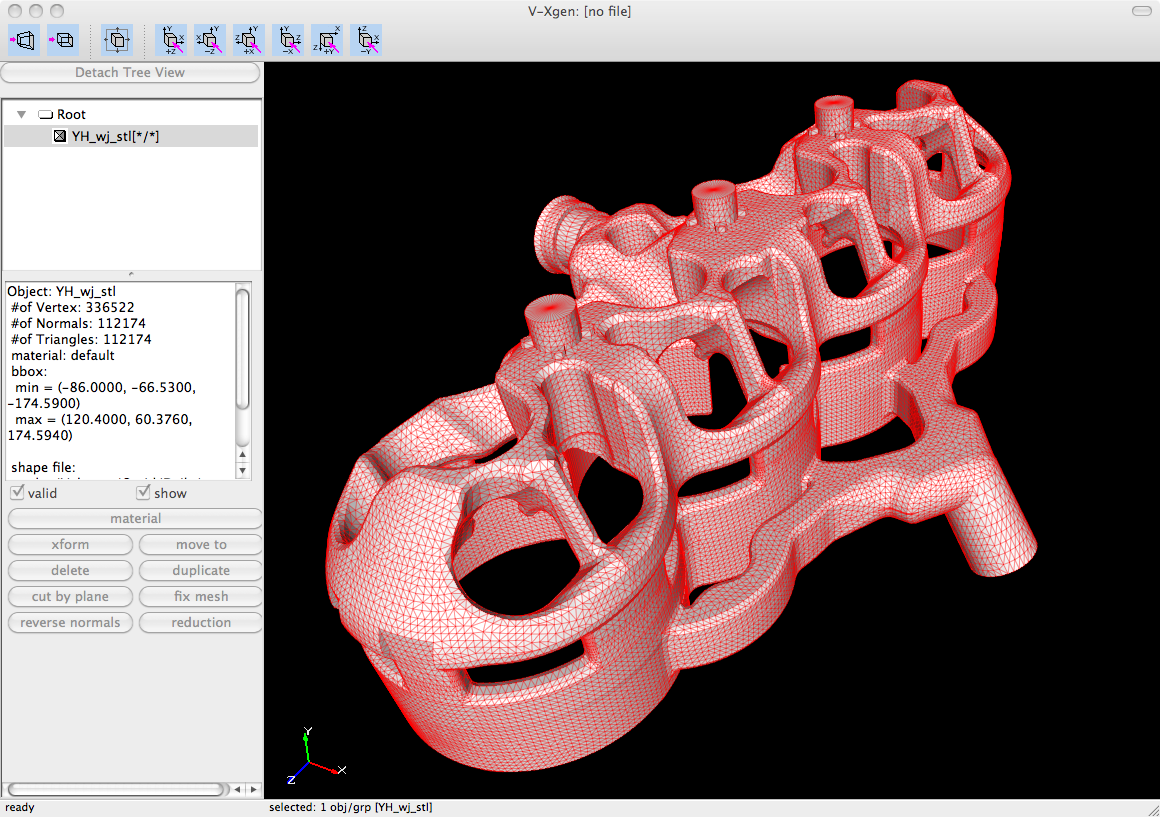 V-Xgen: [no file]
Y X +Z
X Y -Z
Z Y +X
Y Z -X
X Z +Y
Z X -Y
Detach Tree View
Root
YH_wj_stl[*/*]
Object: YH_wj_stl
#of Vertex: 336522
#of Normals: 112174
#of Triangles: 112174
material: default
bbox:
min = (-86.0000, -66.5300,
-174.5900)
max = (120.4000, 60.3760,
174.5940)
shape file:
valid show
material
xform move to
delete duplicate
cut by plane fix mesh
reverse normals reduction
Y
X
Z
ready selected: 1 obj/grp [YH_wj_stl]